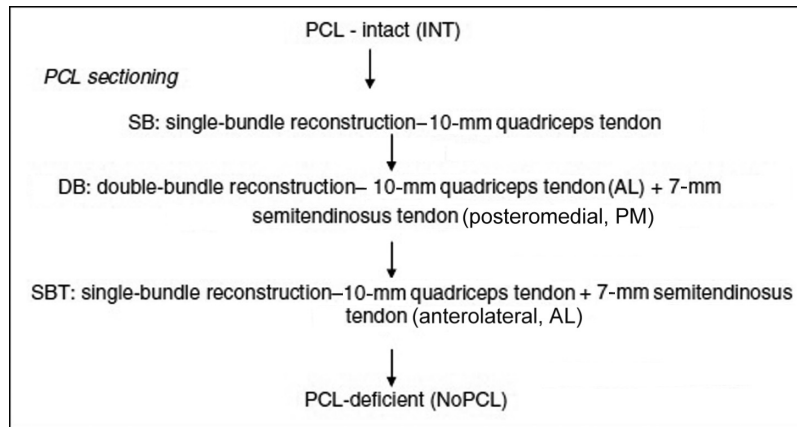 PCL - intact (INT)
PCL sectioning
SB: single-bundle reconstruction–10-mm quadriceps tendon
DB: double-bundle reconstruction– 10-mm quadriceps tendon (AL) + 7-mm
semitendinosus tendon (posteromedial, PM)
SBT: single-bundle reconstruction–10-mm quadriceps tendon + 7-mm semitendinosus
tendon (anterolateral, AL)
PCL-deficient (NoPCL)